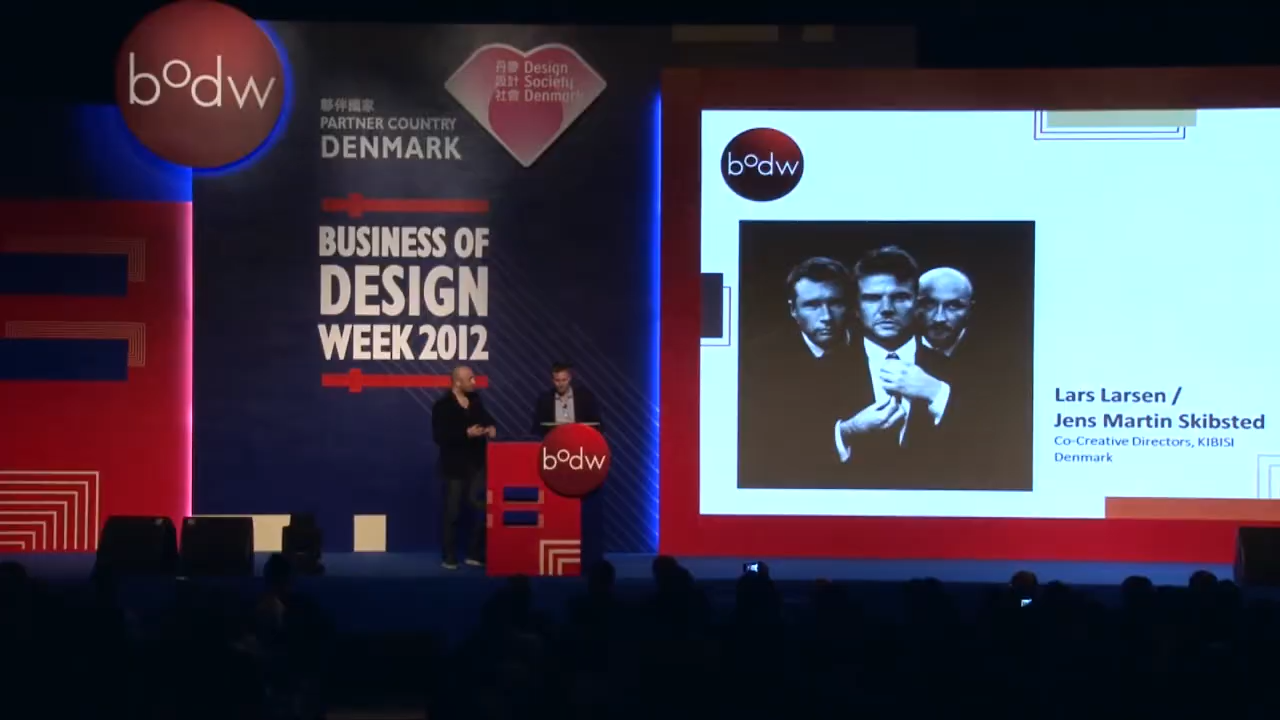 bodw
夥伴國家
PARTNER COUNTRY
DENMARK
丹麥 Design
設計 Society
社會 Denmark
BUSINESS OF
DESIGN
WEEK 2012
bodw
bodw
Lars Larsen /
Jens Martin Skibsted
Co-Creative Directors, KIBISI
Denmark